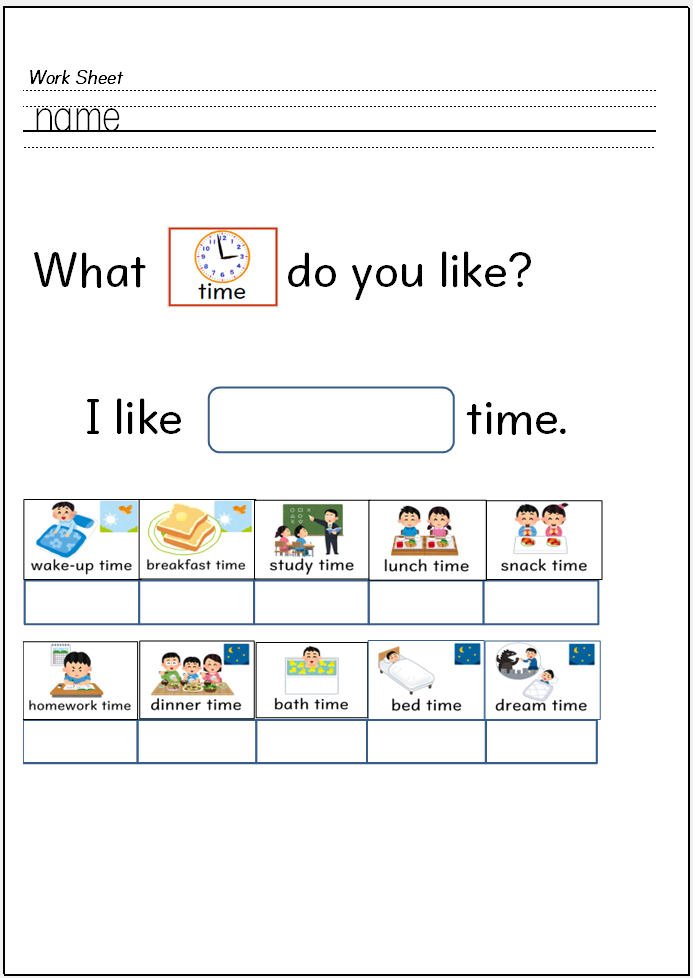 Work Sheet
name
What time do you like?
I like time.
wake-up time breakfast time study time lunch time snack time
homework time dinner time bath time bed time dream time